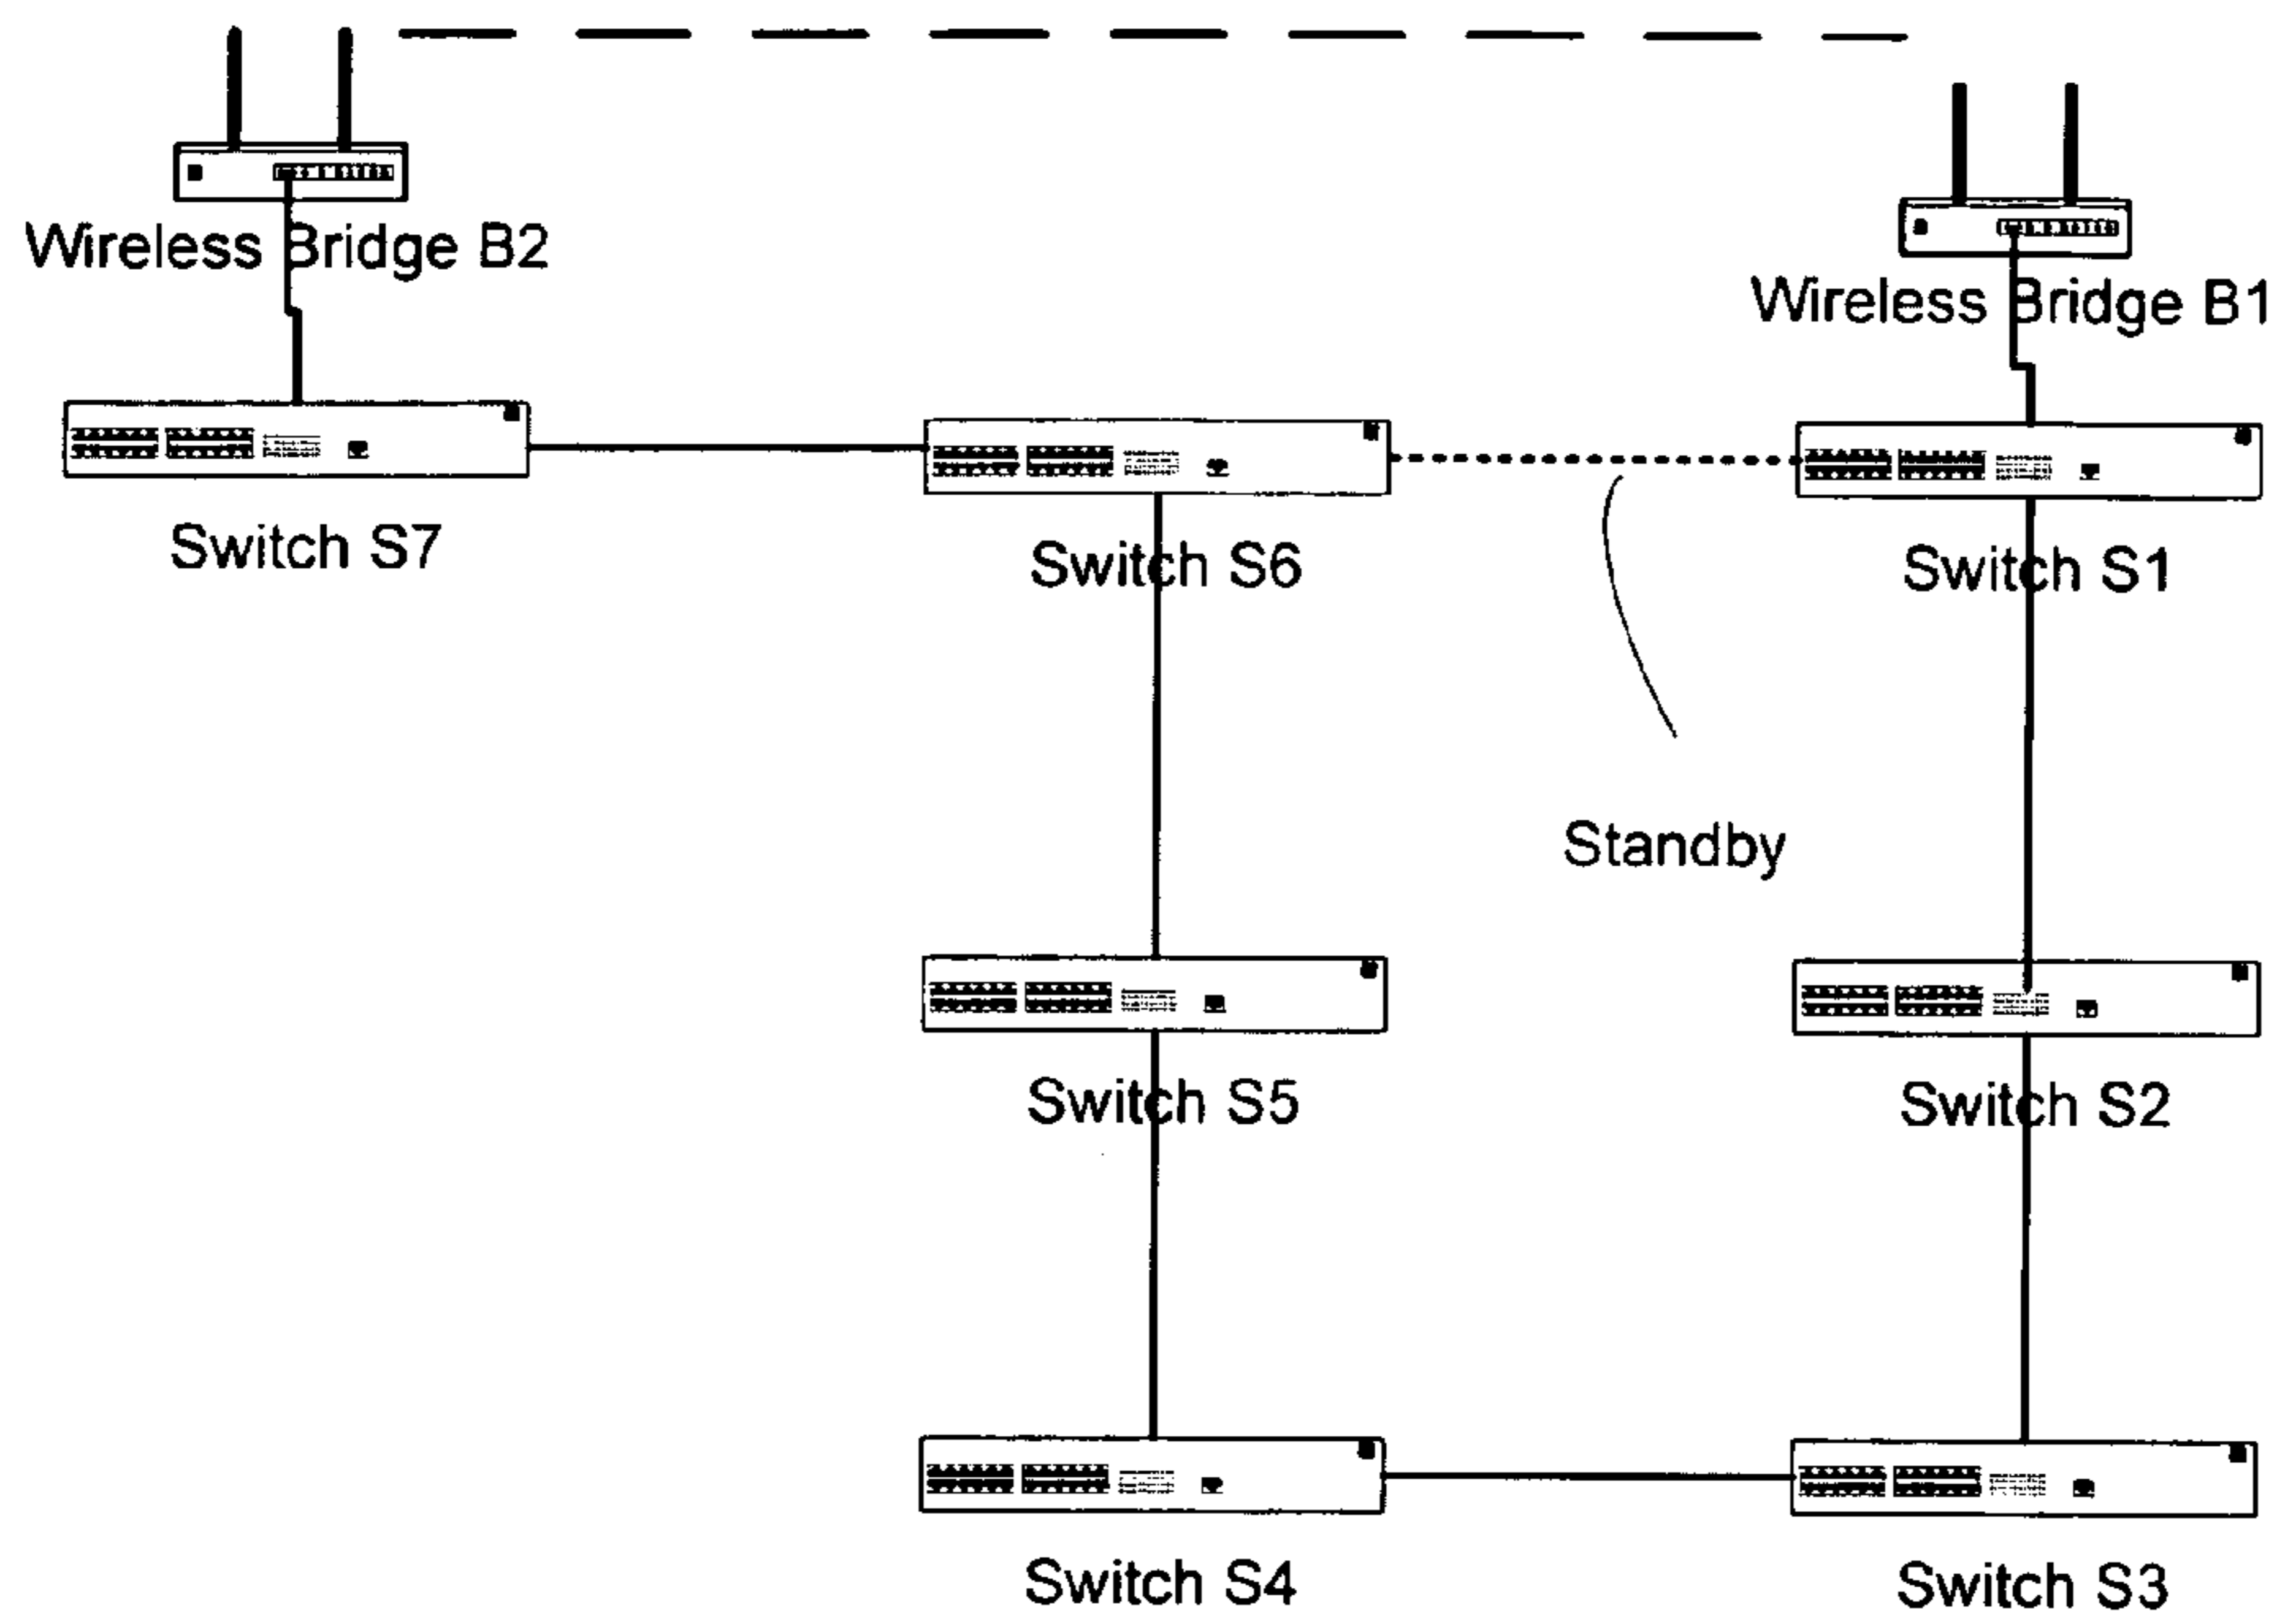 Wireless Bridge B2
Wireless Bridge B1
Switch S7
Switch S6
Switch S1
Standby
Switch S5
Switch S2
Switch S4
Switch S3